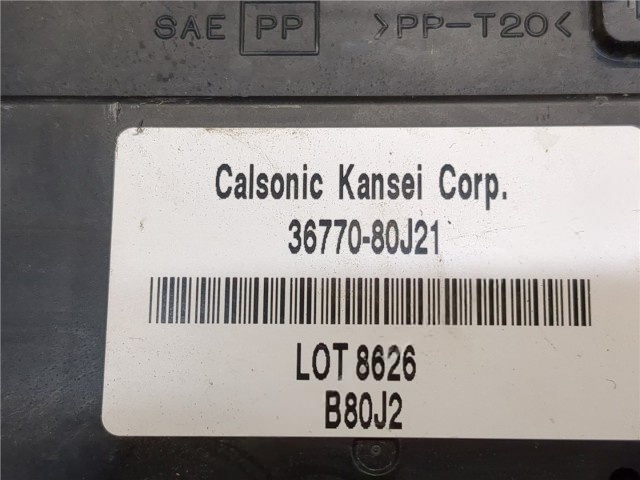 SAE PP >PP-T20<
Calsonic Kansei Corp.
36770-80J21
LOT 8626
B80J2